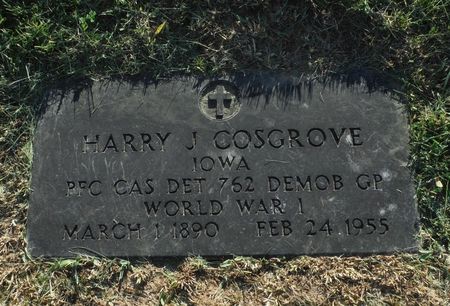 HARRY J COSGROVE
IOWA
PFC CAS DET 762 DEMOB GP
WORLD WAR I
MARCH 1 1890 FEB 24 1955